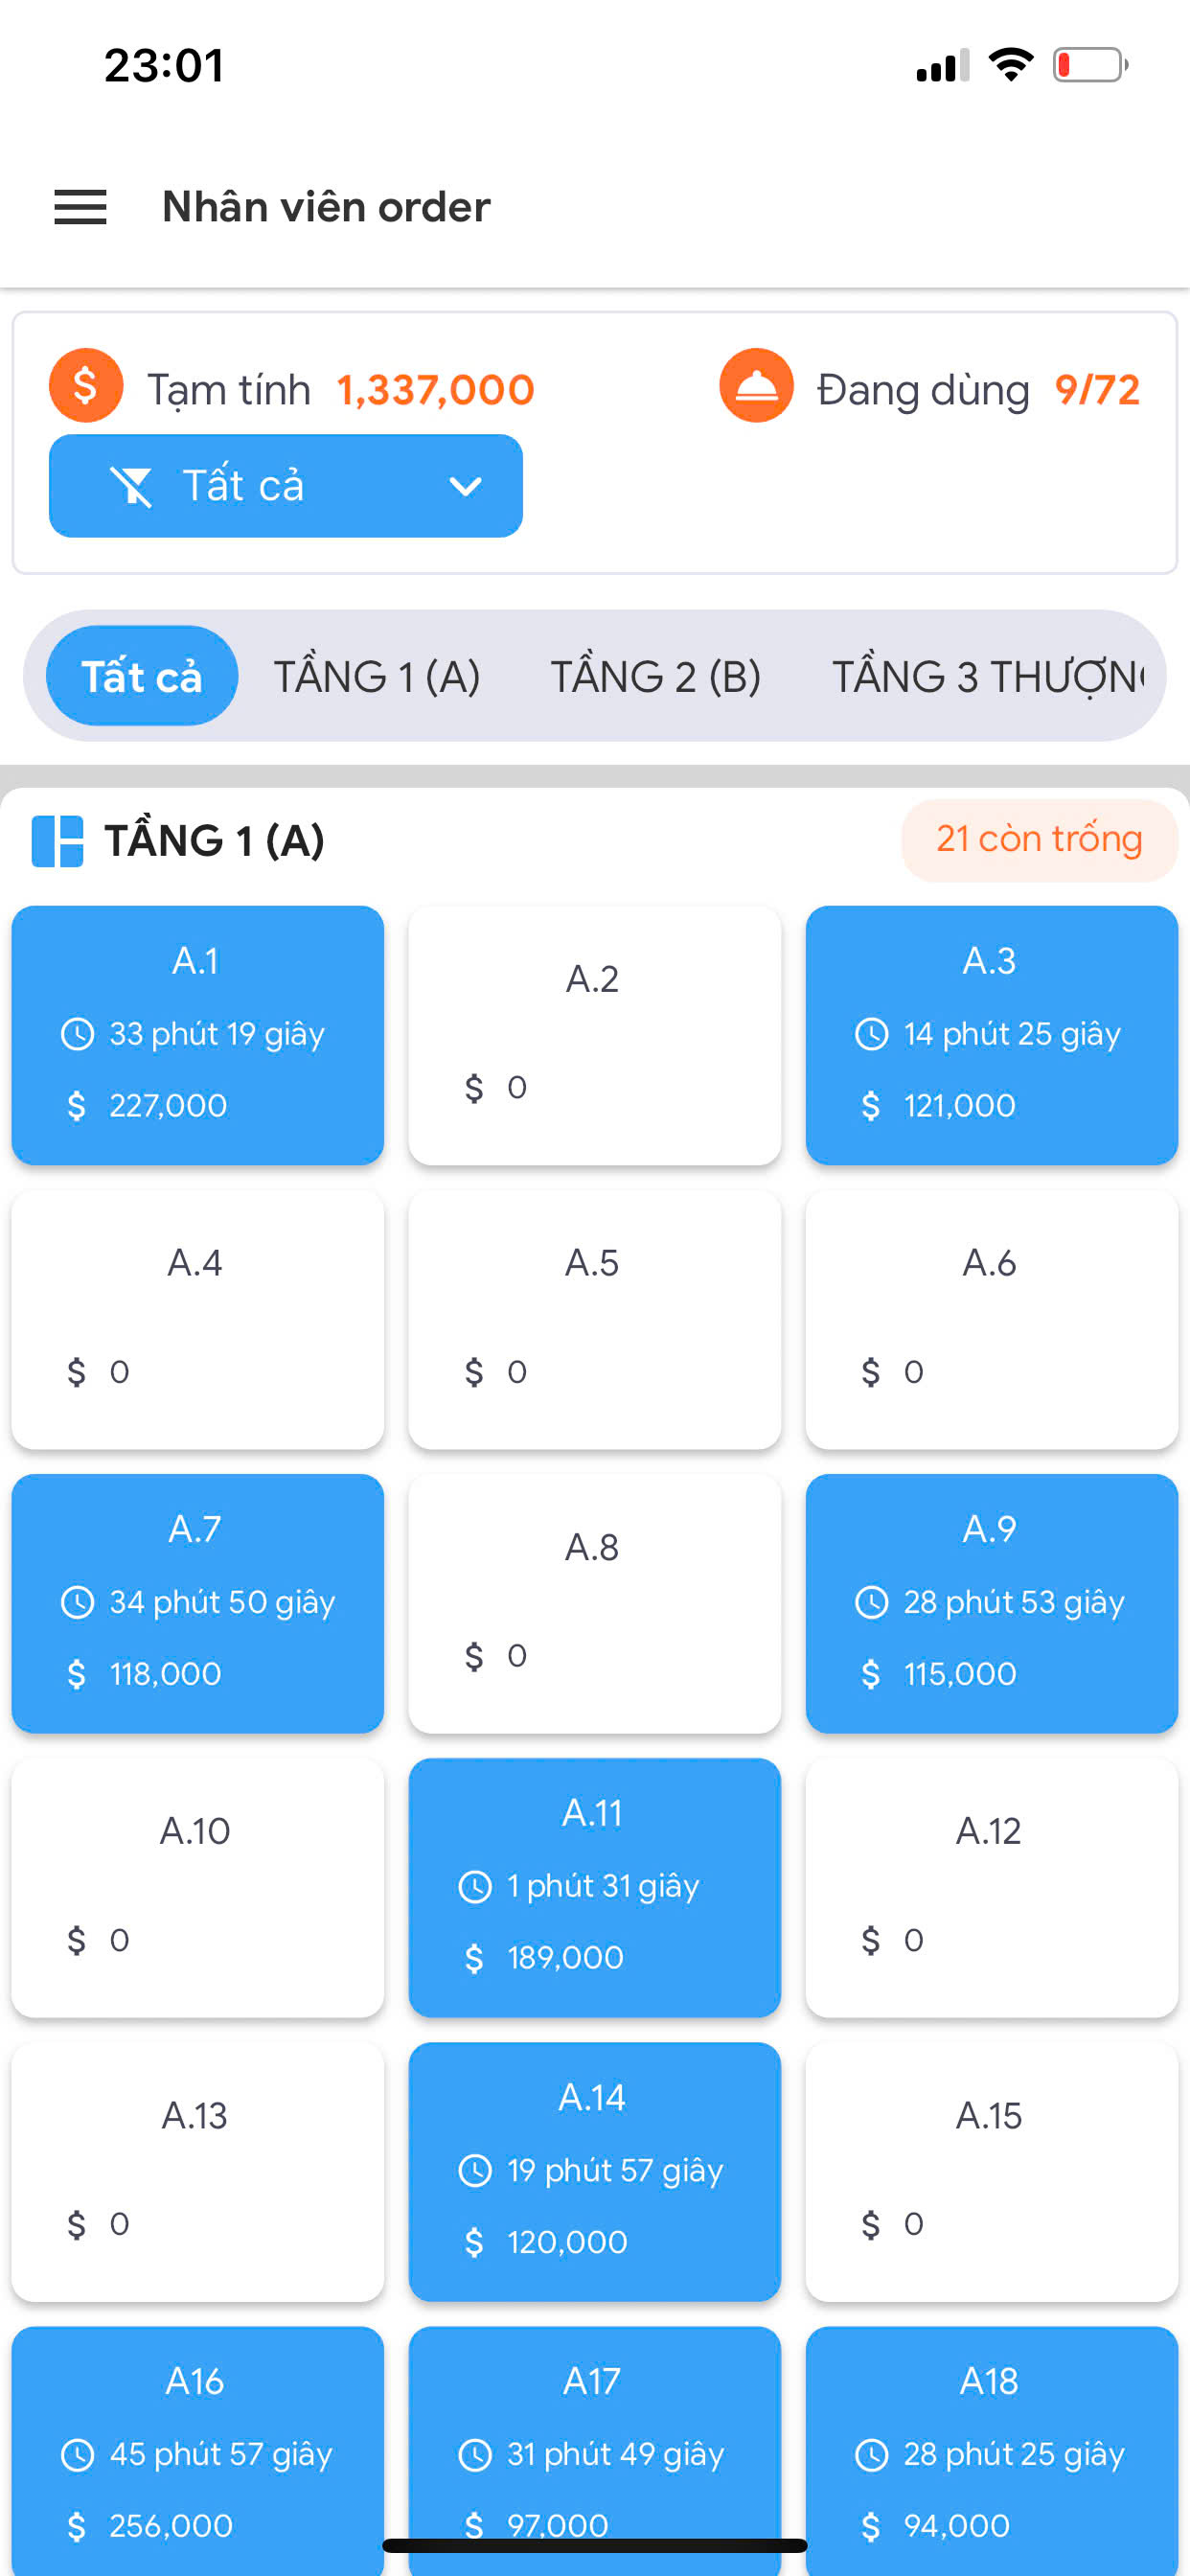 23:01
Nhân viên order
Tạm tính 1,337,000
Đang dùng 9/72
Tất cả
Tất cả TẦNG 1 (A) TẦNG 2 (B) TẦNG 3 THƯỢN
TẦNG 1 (A) 21 còn trống
A.1
33 phút 19 giây
$ 227,000
A.2
$ 0
A.3
14 phút 25 giây
$ 121,000
A.4
$ 0
A.5
$ 0
A.6
$ 0
A.7
34 phút 50 giây
$ 118,000
A.8
$ 0
A.9
28 phút 53 giây
$ 115,000
A.10
$ 0
A.11
1 phút 31 giây
$ 189,000
A.12
$ 0
A.13
$ 0
A.14
19 phút 57 giây
$ 120,000
A.15
$ 0
A16
45 phút 57 giây
$ 256,000
A17
31 phút 49 giây
$ 97,000
A18
28 phút 25 giây
$ 94,000